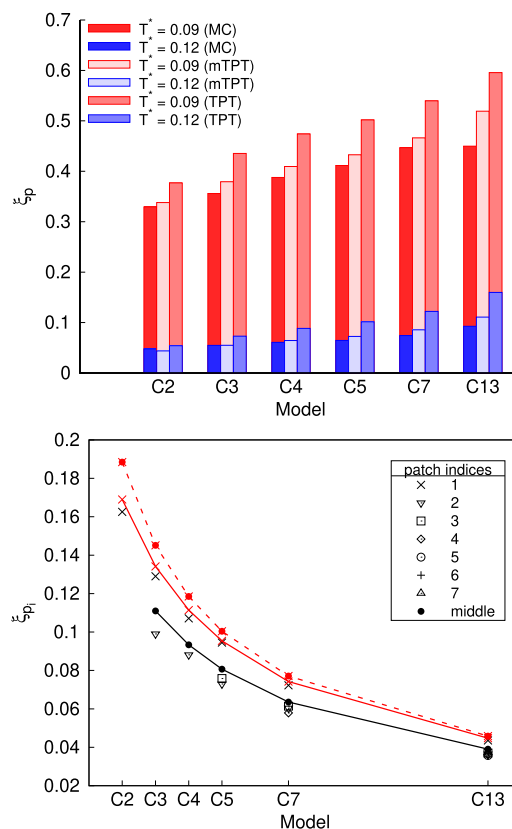 0.7
0.6
0.5
0.4
0.3
0.2
0.1
0
ξp
T* = 0.09 (MC)
T* = 0.12 (MC)
T* = 0.09 (mTPT)
T* = 0.12 (mTPT)
T* = 0.09 (TPT)
T* = 0.12 (TPT)
C2 C3 C4 C5 C7 C13
Model
0.2
0.18
0.16
0.14
0.12
0.1
0.08
0.06
0.04
0.02
ξpi
patch indices
1
2
3
4
5
6
7
middle
C2 C3 C4 C5 C7 C13
Model